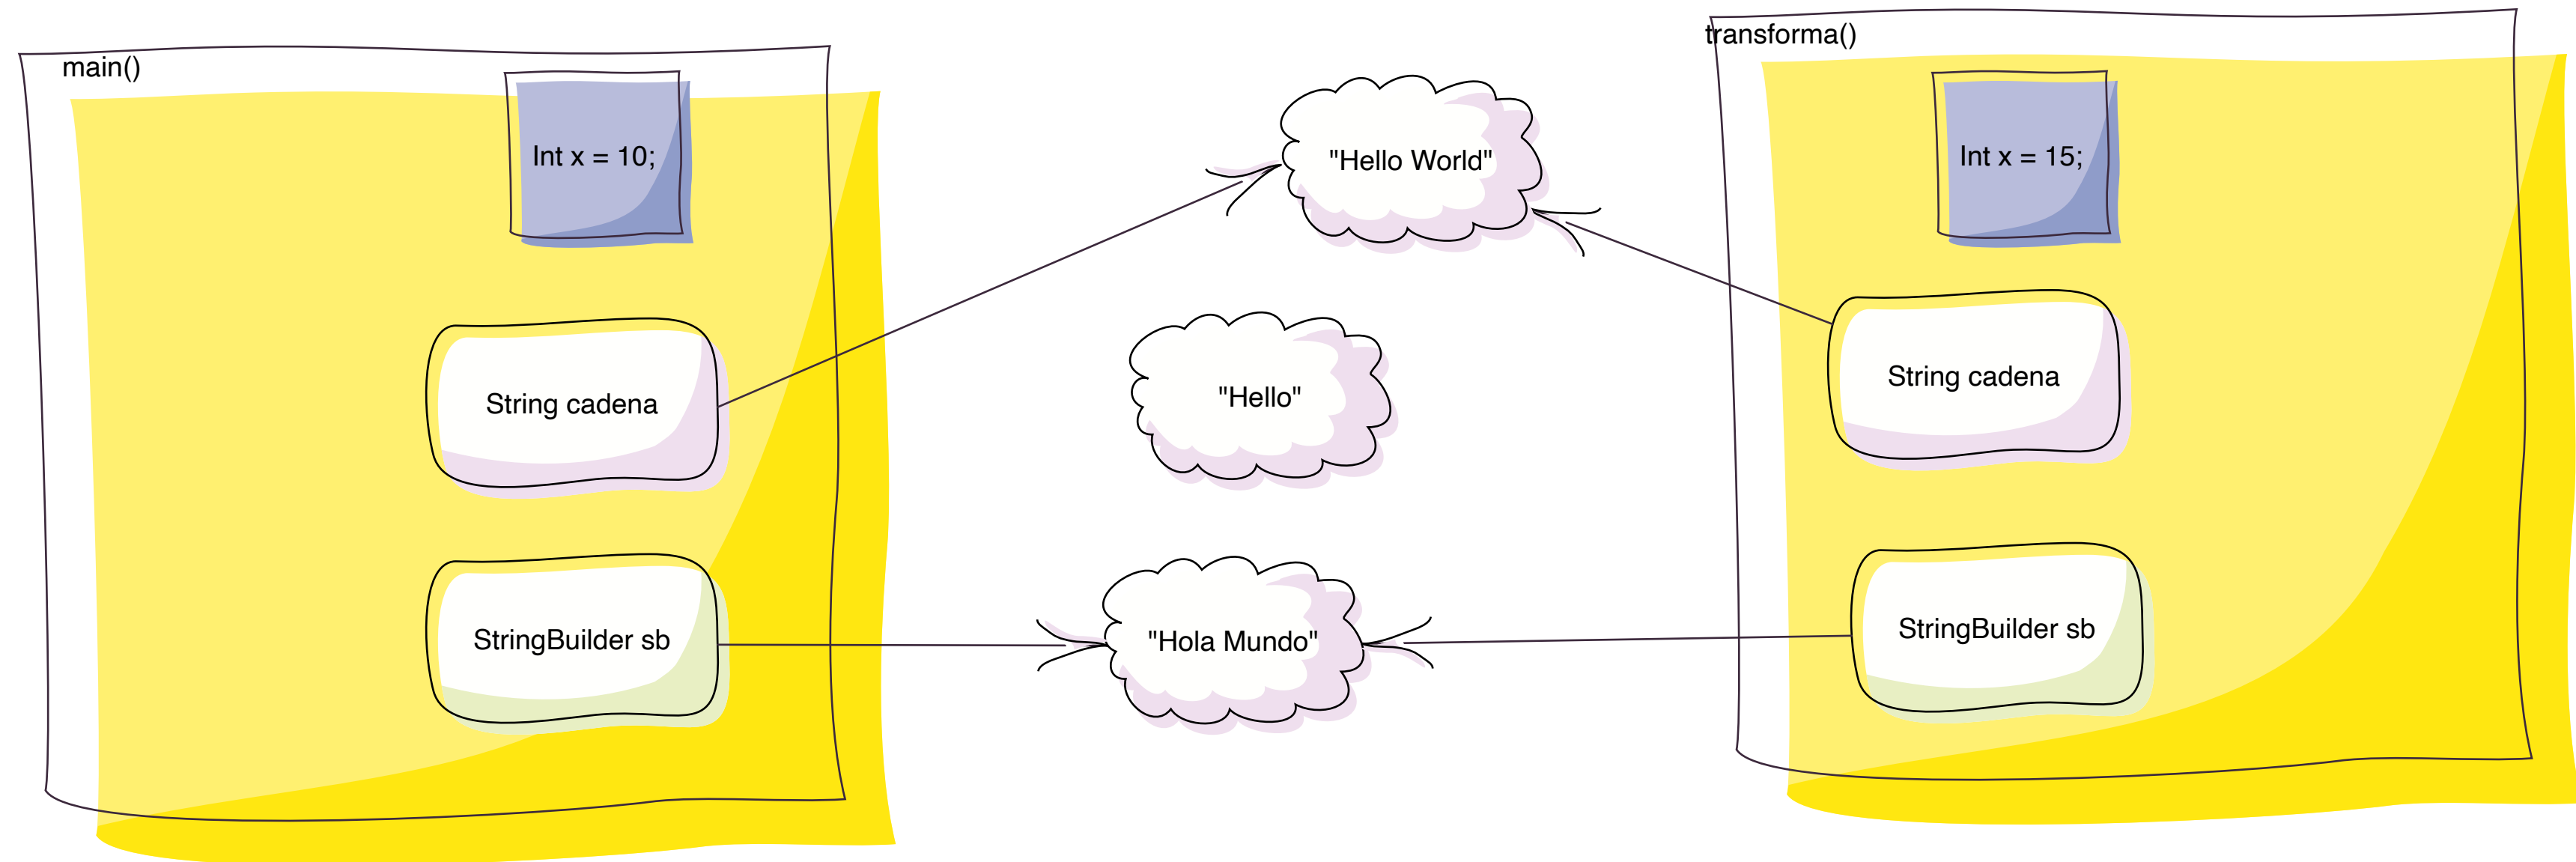 main()
Int x = 10;
String cadena
StringBuilder sb
"Hello World"
"Hello"
"Hola Mundo"
transforma()
Int x = 15;
String cadena
StringBuilder sb